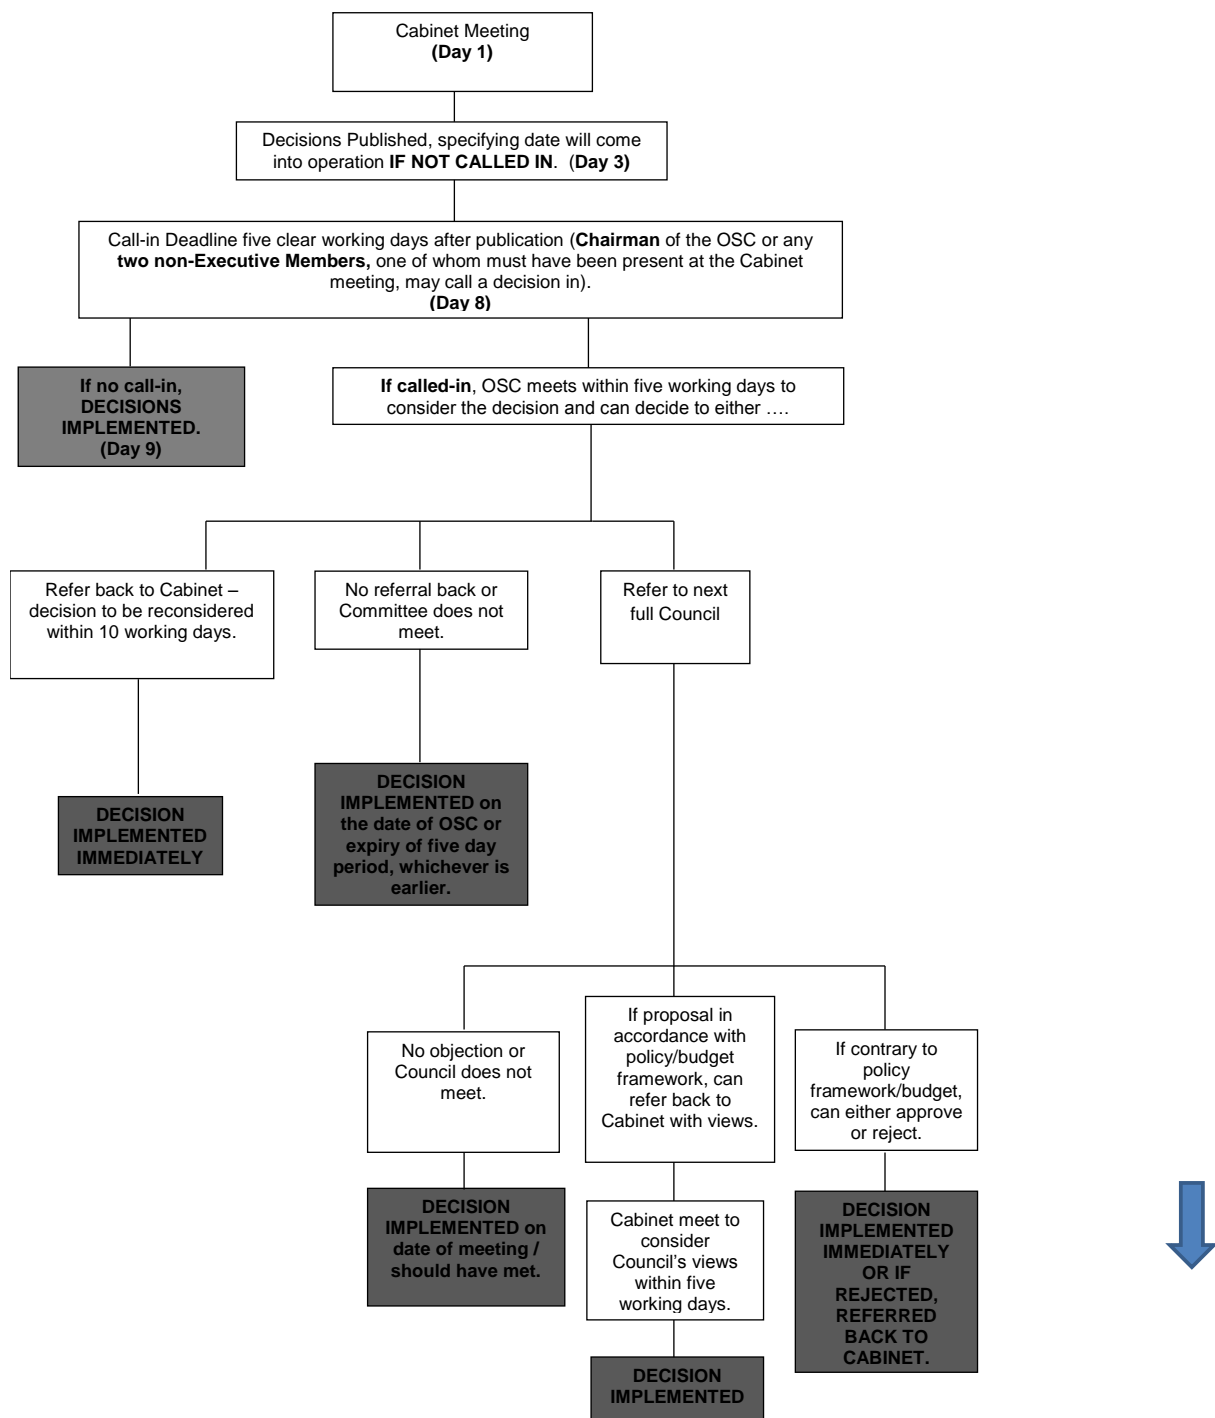 Cabinet Meeting
(Day 1)
Decisions Published, specifying date will come
into operation IF NOT CALLED IN. (Day 3)
Call-in Deadline five clear working days after publication (Chairman of the OSC or any
two non-Executive Members, one of whom must have been present at the Cabinet
meeting, may call a decision in).
(Day 8)
If no call-in,
DECISIONS
IMPLEMENTED.
(Day 9)
If called-in, OSC meets within five working days to
consider the decision and can decide to either ….
Refer back to Cabinet –
decision to be reconsidered
within 10 working days.
No referral back or
Committee does not
meet.
Refer to next
full Council
DECISION
IMPLEMENTED
IMMEDIATELY
DECISION
IMPLEMENTED on
the date of OSC or
expiry of five day
period, whichever is
earlier.
No objection or
Council does not
meet.
If proposal in
accordance with
policy/budget
framework, can
refer back to
Cabinet with views.
If contrary to
policy
framework/budget,
can either approve
or reject.
DECISION
IMPLEMENTED on
date of meeting /
should have met.
Cabinet meet to
consider
Council's views
within five
working days.
DECISION
IMPLEMENTED
IMMEDIATELY
OR IF
REJECTED,
REFERRED
BACK TO
CABINET.
DECISION
IMPLEMENTED